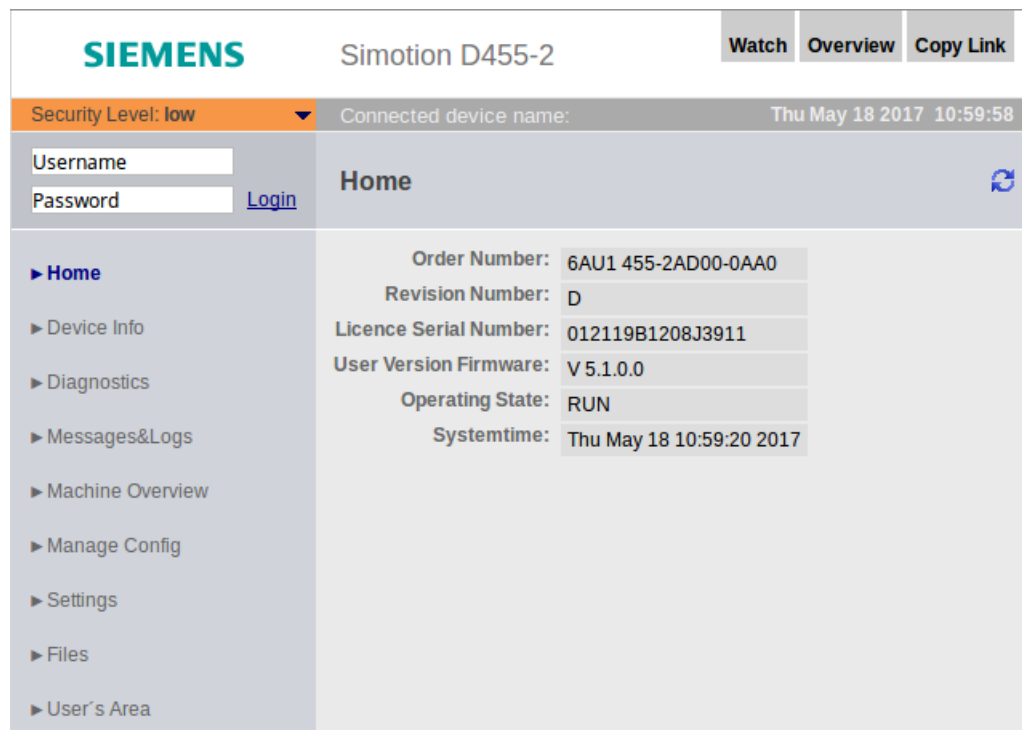 SIEMENS Simotion D455-2 Watch Overview Copy Link
Security Level: low Connected device name: Thu May 18 2017 10:59:58
Username
Password Login
Home
► Home
► Device Info
► Diagnostics
► Messages&Logs
► Machine Overview
► Manage Config
► Settings
► Files
► User´s Area
Order Number: 6AU1 455-2AD00-0AA0
Revision Number: D
Licence Serial Number: 012119B1208J3911
User Version Firmware: V 5.1.0.0
Operating State: RUN
Systemtime: Thu May 18 10:59:20 2017